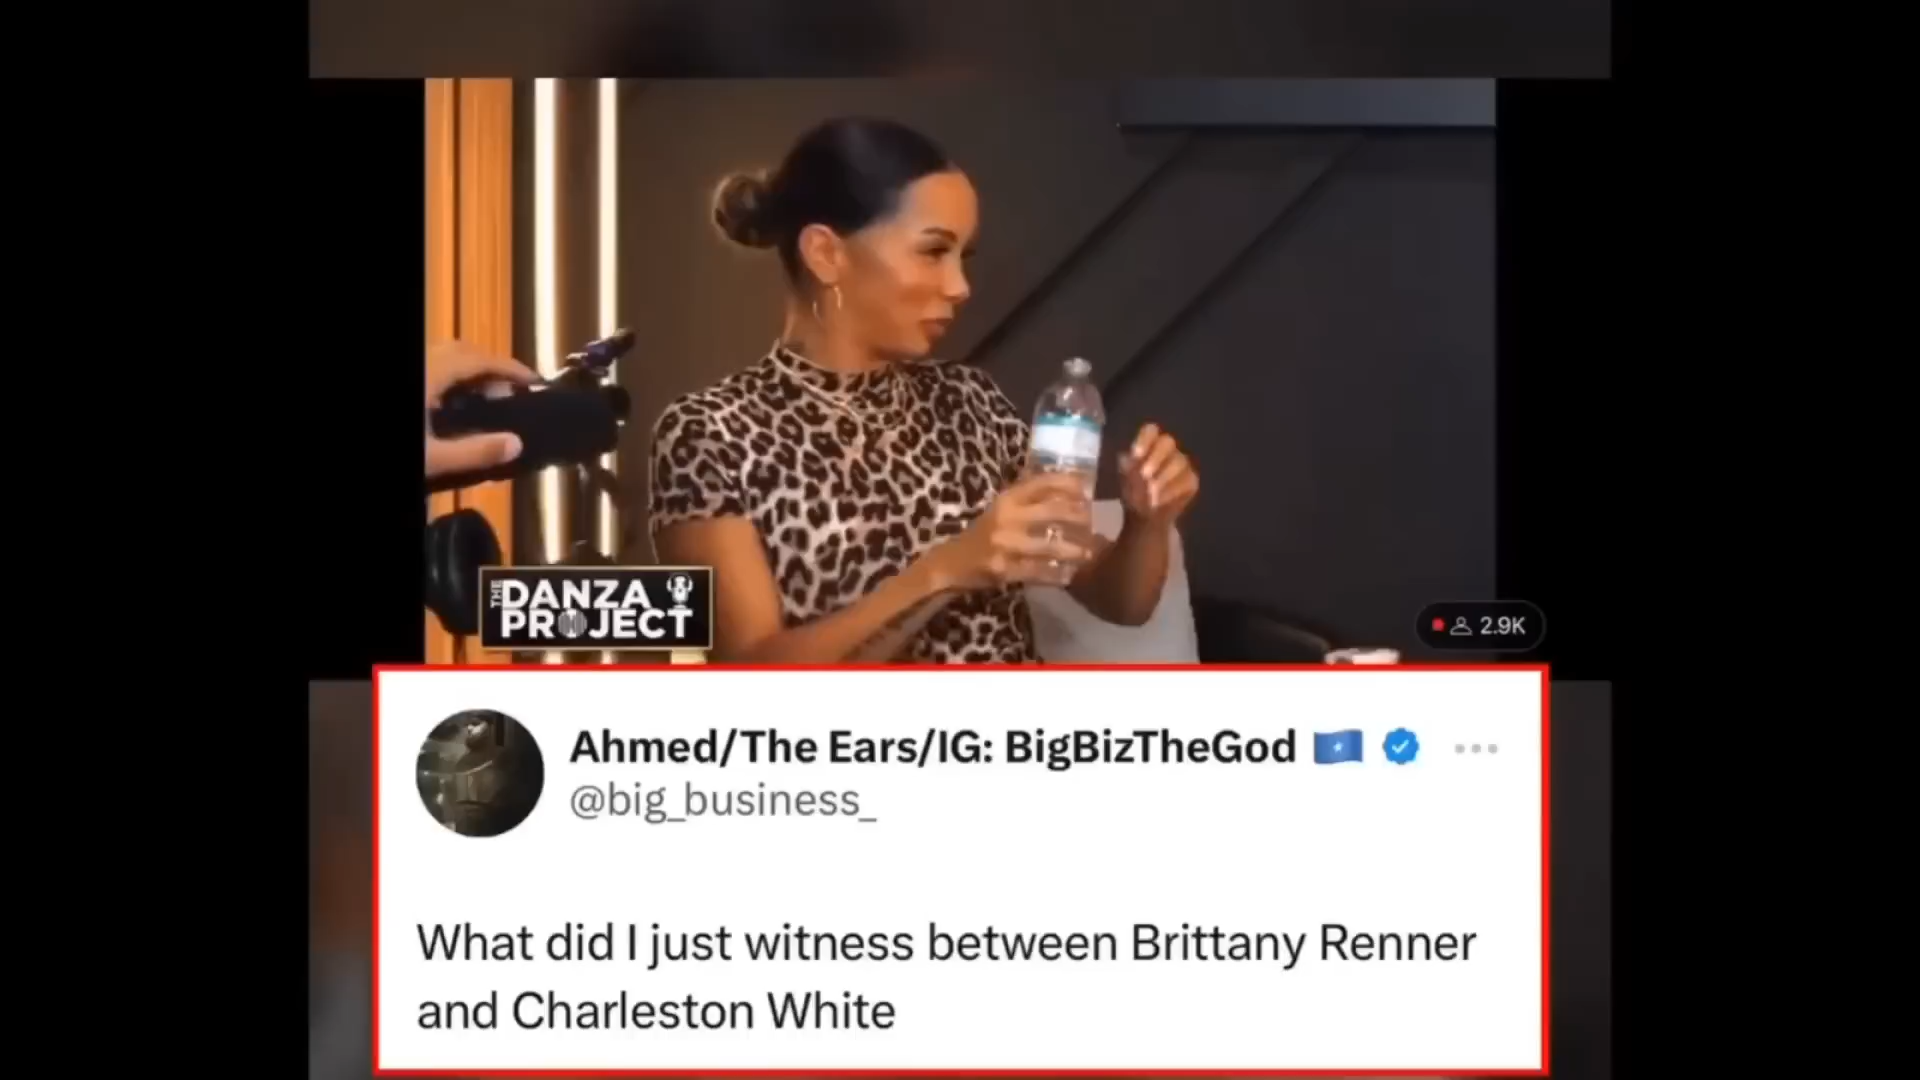 THE DANZA
PROJECT
2.9K
Ahmed/The Ears/IG: BigBizTheGod
@big_business_
What did I just witness between Brittany Renner
and Charleston White